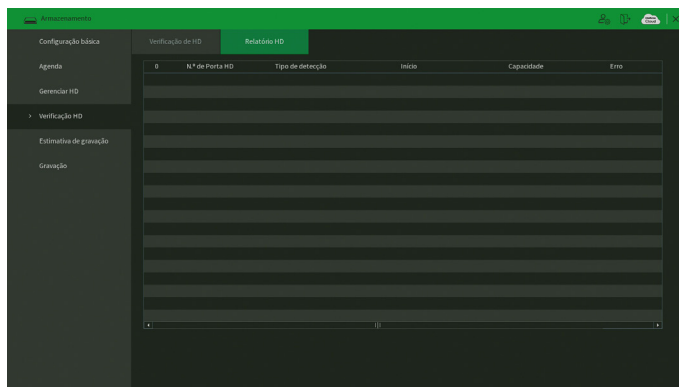 Armazenamento
Configuração básica
Agenda
Gerenciar HD
Verificação HD
Estimativa de gravação
Gravação
Verificação de HD Relatório HD
0 N.º de Porta HD Tipo de detecção Início Capacidade Erro